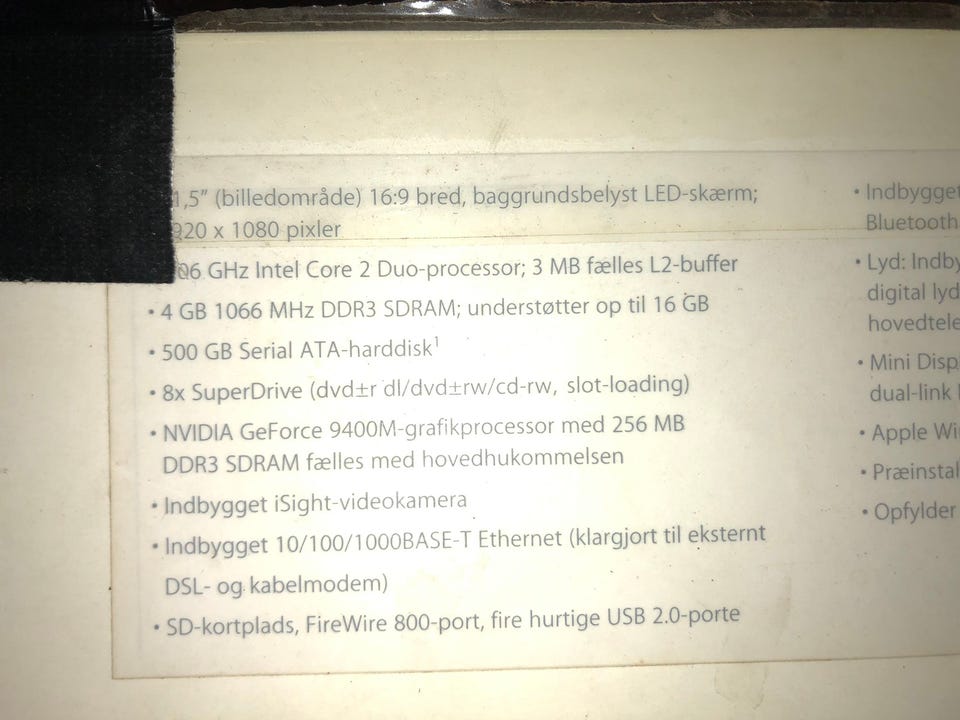 1,5” (billedområde) 16:9 bred, baggrundsbelyst LED-skærm;
920 x 1080 pixler
06 GHz Intel Core 2 Duo-processor; 3 MB fælles L2-buffer
• 4 GB 1066 MHz DDR3 SDRAM; understøtter op til 16 GB
• 500 GB Serial ATA-harddisk¹
• 8x SuperDrive (dvd±r dl/dvd±rw/cd-rw, slot-loading)
• NVIDIA GeForce 9400M-grafikprocessor med 256 MB
DDR3 SDRAM fælles med hovedhukommelsen
• Indbygget iSight-videokamera
• Indbygget 10/100/1000BASE-T Ethernet (klargjort til eksternt
DSL- og kabelmodem)
• SD-kortplads, FireWire 800-port, fire hurtige USB 2.0-porte
• Indbygget
Bluetooth
• Lyd: Indby
digital lyd
hovedtele
• Mini Disp
dual-link
• Apple Wi
• Præinstal
• Opfylder